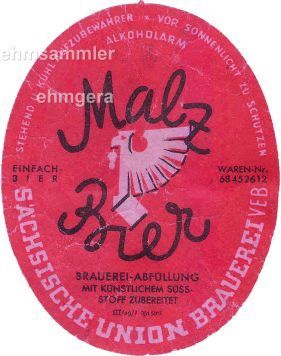 STEHEND U. KÜHL AUFZUBEWAHREN • VOR SONNENLICHT ZU SCHÜTZEN
ehmsammler
ALKOHOLARM
ehmgera
Malz
EINFACH-
BIER
WAREN-Nr.
68452612
Bier
BRAUEREI-ABFÜLLUNG
MIT KÜNSTLICHEM SÜSS-
STOFF ZUBEREITET
SÄCHSISCHE UNION BRAUEREI VEB